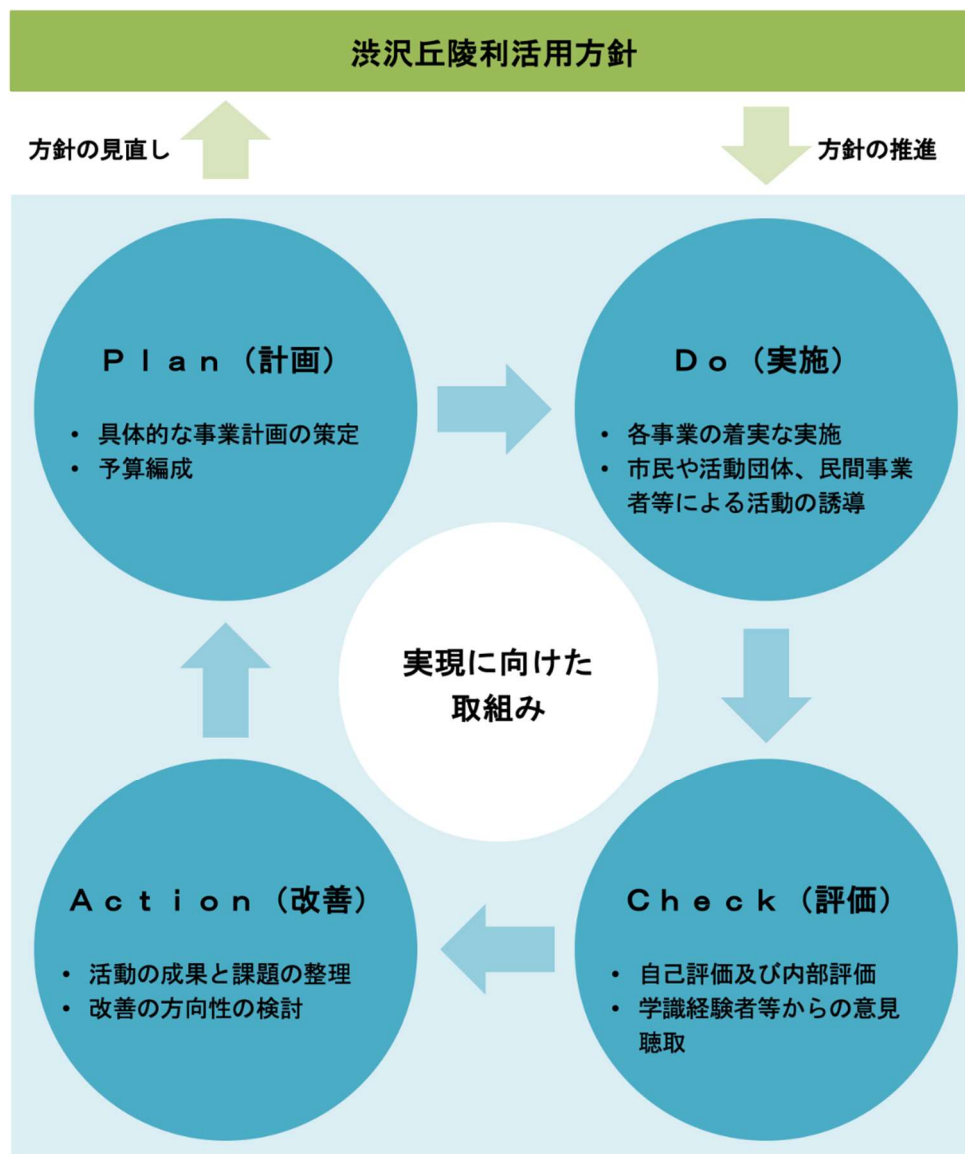 渋沢丘陵利活用方針
方針の見直し
方針の推進
Ｐｌａｎ（計画）
• 具体的な事業計画の策定
• 予算編成
Ｄｏ（実施）
• 各事業の着実な実施
• 市民や活動団体、民間事業
者等による活動の誘導
実現に向けた
取組み
Ａｃｔｉｏｎ（改善）
• 活動の成果と課題の整理
• 改善の方向性の検討
Ｃｈｅｃｋ（評価）
• 自己評価及び内部評価
• 学識経験者等からの意見
聴取